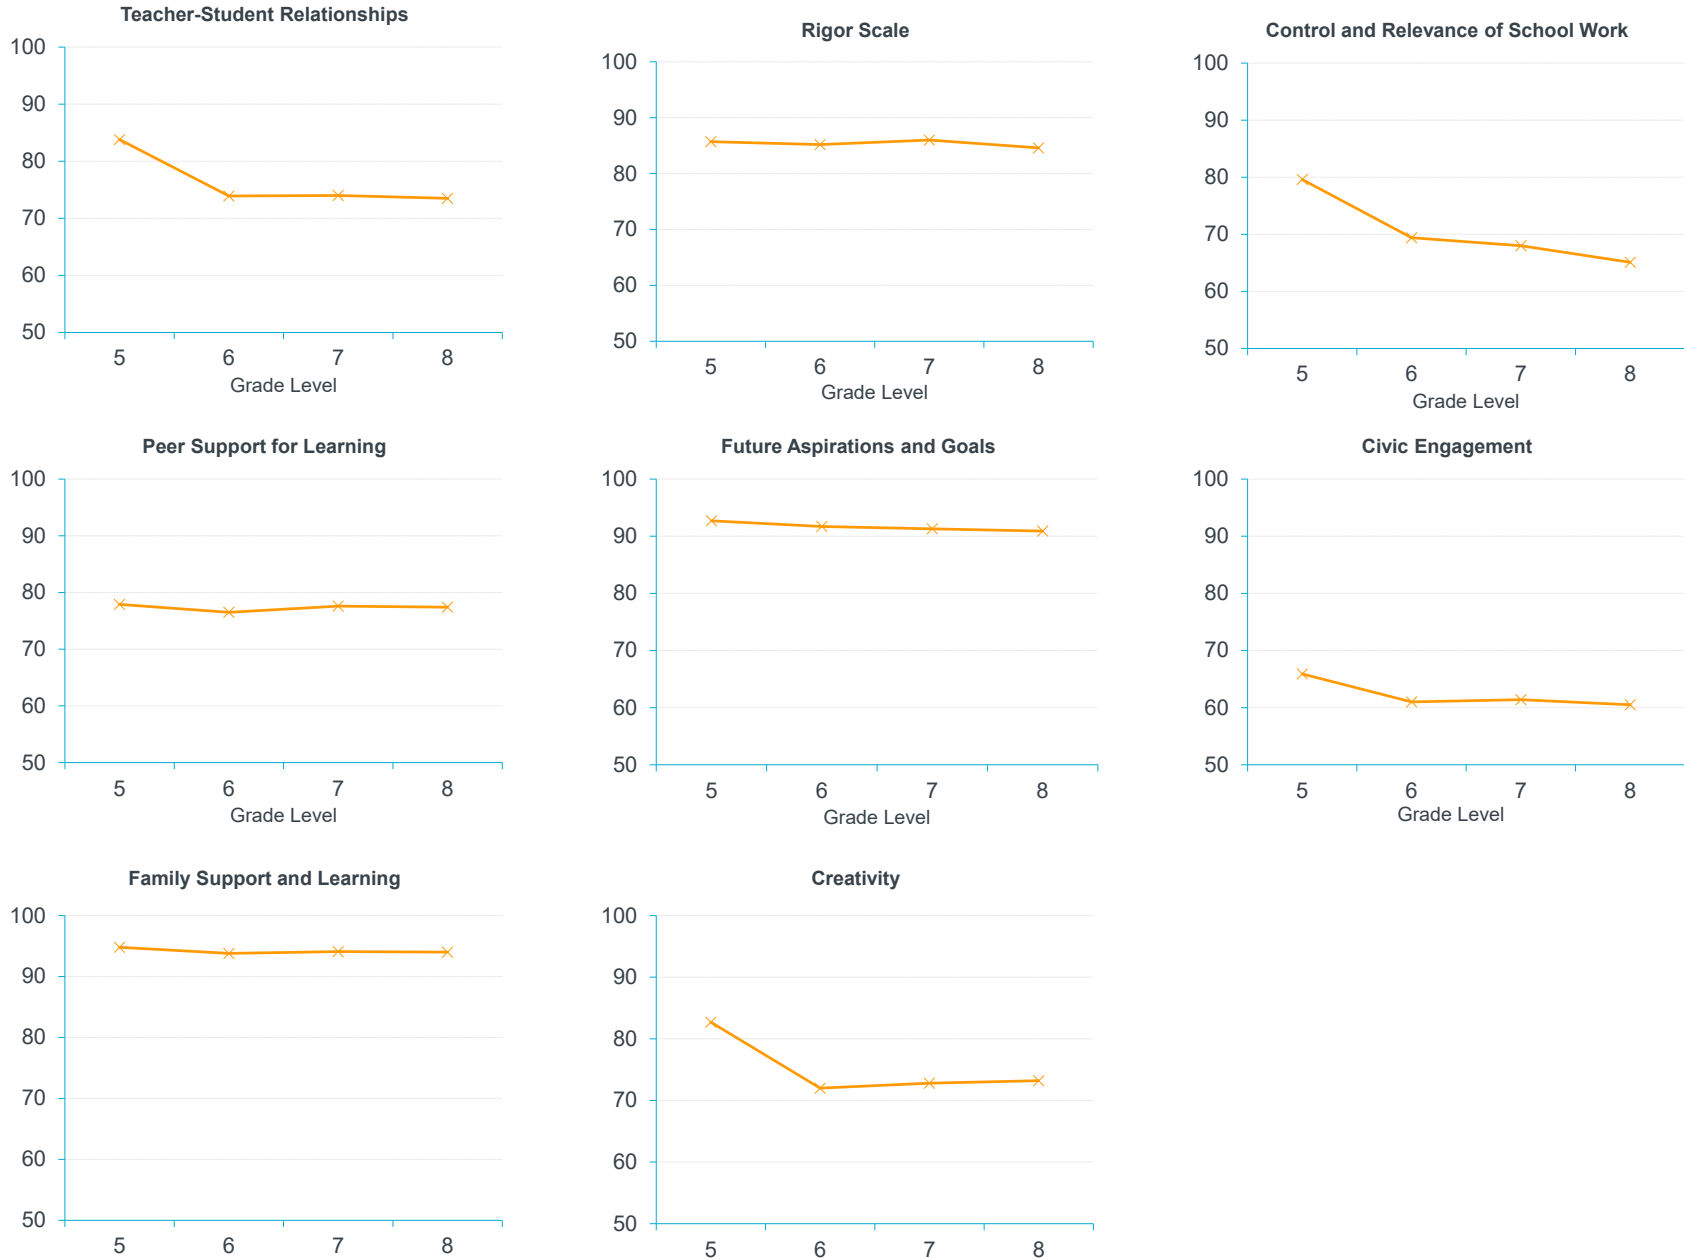 Teacher-Student Relationships
100
90
80
70
60
50
5 6 7 8
Grade Level
Rigor Scale
100
90
80
70
60
50
5 6 7 8
Grade Level
Control and Relevance of School Work
100
90
80
70
60
50
5 6 7 8
Grade Level
Peer Support for Learning
100
90
80
70
60
50
5 6 7 8
Grade Level
Future Aspirations and Goals
100
90
80
70
60
50
5 6 7 8
Grade Level
Civic Engagement
100
90
80
70
60
50
5 6 7 8
Grade Level
Family Support and Learning
100
90
80
70
60
50
5 6 7 8
Creativity
100
90
80
70
60
50
5 6 7 8